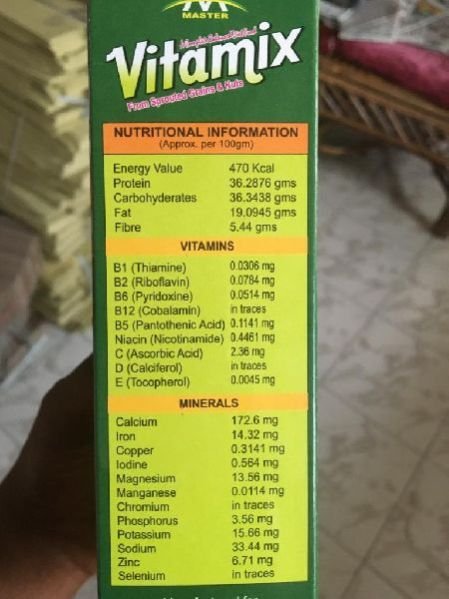 MASTER
Vitamix
From Sprouted Grains & Nuts
NUTRITIONAL INFORMATION
(Approx. per 100gm)
Energy Value 470 Kcal
Protein 36.2876 gms
Carbohyderates 36.3438 gms
Fat 19.0945 gms
Fibre 5.44 gms
VITAMINS
B1 (Thiamine) 0.0306 mg
B2 (Riboflavin) 0.0784 mg
B6 (Pyridoxine) 0.0514 mg
B12 (Cobalamin) in traces
B5 (Pantothenic Acid) 0.1141 mg
Niacin (Nicotinamide) 0.4461 mg
C (Ascorbic Acid) 2.36 mg
D (Calciferol) in traces
E (Tocopherol) 0.0045 mg
MINERALS
Calcium 172.6 mg
Iron 14.32 mg
Copper 0.3141 mg
Iodine 0.564 mg
Magnesium 13.56 mg
Manganese 0.0114 mg
Chromium in traces
Phosphorus 3.56 mg
Potassium 15.66 mg
Sodium 33.44 mg
Zinc 6.71 mg
Selenium in traces